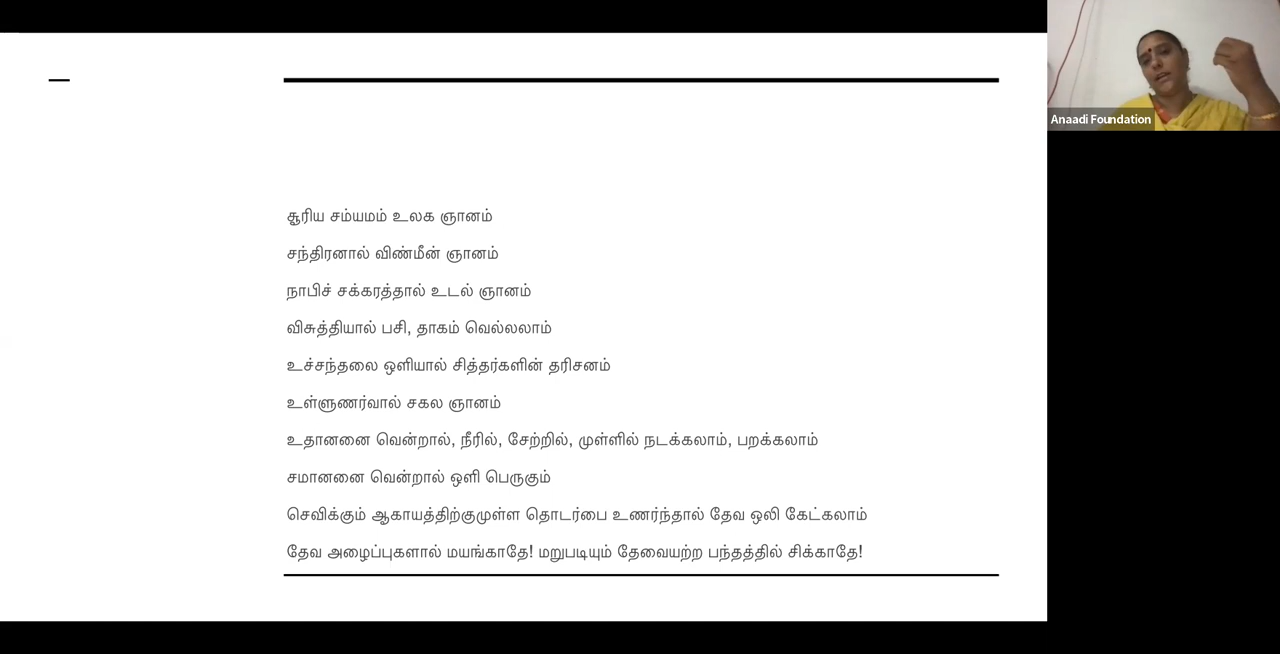 சூரிய சம்யமம் உலக ஞானம்
சந்திரனால் விண்மீன் ஞானம்
நாபிச் சக்கரத்தால் உடல் ஞானம்
விசுத்தியால் பசி, தாகம் வெல்லலாம்
உச்சந்தலை ஒளியால் சித்தர்களின் தரிசனம்
உள்ளுணர்வால் சகல ஞானம்
உதானனை வென்றால், நீரில், சேற்றில், முள்ளில் நடக்கலாம், பறக்கலாம்
சமானனை வென்றால் ஒளி பெருகும்
செவிக்கும் ஆகாயத்திற்குமுள்ள தொடர்பை உணர்ந்தால் தேவ ஒலி கேட்கலாம்
தேவ அழைப்புகளால் மயங்காதே! மறுபடியும் தேவையற்ற பந்தத்தில் சிக்காதே!
Anaadi Foundation